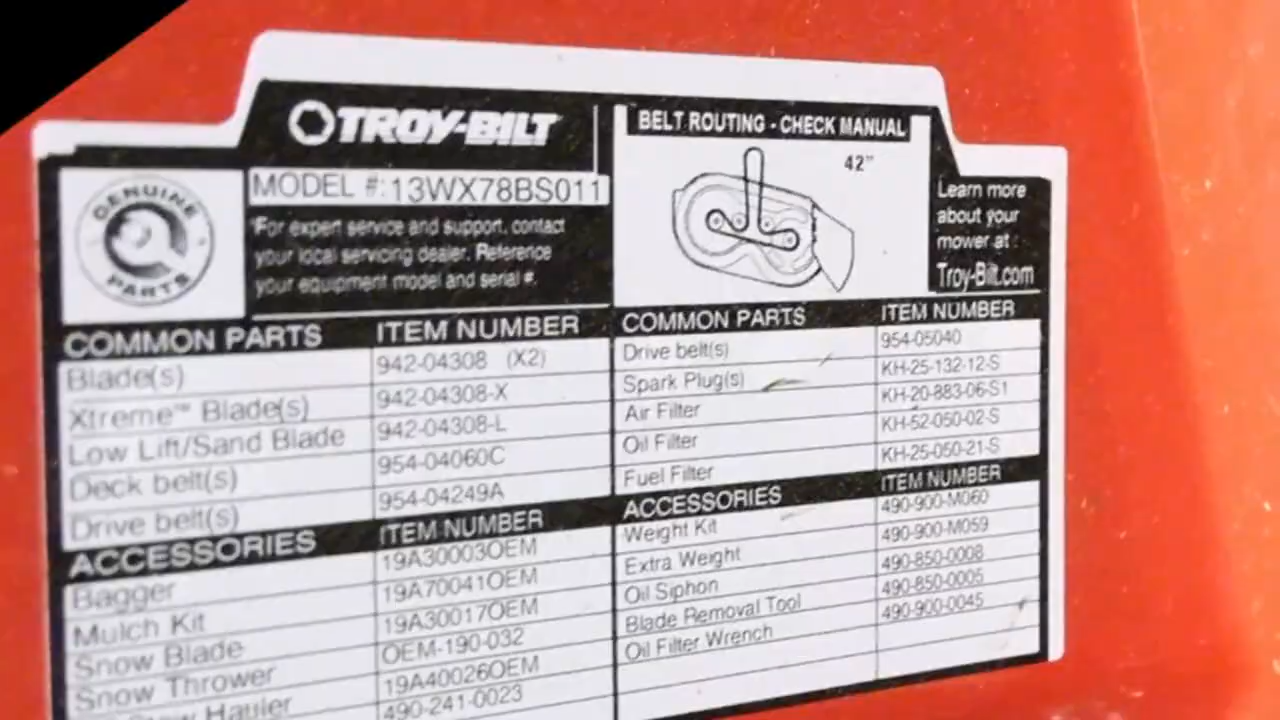 TROY-BILT
GENUINE
PARTS
MODEL #: 13WX78BS011
*For expert service and support, contact
your local servicing dealer. Reference
your equipment model and serial #.
BELT ROUTING - CHECK MANUAL
42"
Learn more
about your
mower at :
Troy-Bilt.com
COMMON PARTS ITEM NUMBER
Blade(s) 942-04308 (X2)
Xtreme™ Blade(s) 942-04308-X
Low Lift/Sand Blade 942-04308-L
Deck belt(s) 954-04060C
Drive belt(s) 954-04249A
ACCESSORIES ITEM NUMBER
Bagger 19A30003OEM
Mulch Kit 19A70041OEM
Snow Blade 19A30017OEM
Snow Thrower OEM-190-032
Hauler 19A40026OEM
490-241-0023
COMMON PARTS ITEM NUMBER
Drive belt(s) 954-05040
Spark Plug(s) KH-25-132-12-S
Air Filter KH-20-883-06-S1
Oil Filter KH-52-050-02-S
Fuel Filter KH-25-050-21-S
ACCESSORIES ITEM NUMBER
Weight Kit 490-900-M060
Extra Weight 490-900-M059
Oil Siphon 490-850-0008
Blade Removal Tool 490-850-0005
Oil Filter Wrench 490-900-0045